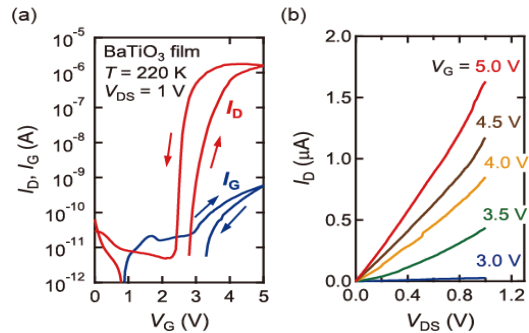 (a)
10⁻⁵
10⁻⁶
10⁻⁷
10⁻⁸
10⁻⁹
10⁻¹⁰
10⁻¹¹
10⁻¹²
I_D, I_G (A)
BaTiO₃ film
T = 220 K
V_DS = 1 V
I_D
I_G
0 1 2 3 4 5
V_G (V)
(b)
2.0
1.5
1.0
0.5
0.0
I_D (μA)
V_G = 5.0 V
4.5 V
4.0 V
3.5 V
3.0 V
0.0 0.4 0.8 1.2
V_DS (V)